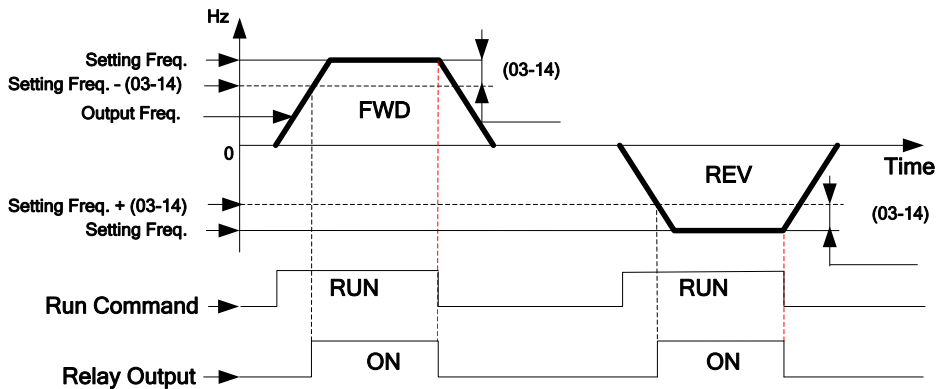 Hz
Setting Freq.
Setting Freq. – (03-14)
(03-14)
Output Freq.
FWD
0
Time
REV
Setting Freq. + (03-14)
(03-14)
Setting Freq.
Run Command
RUN
RUN
Relay Output
ON
ON